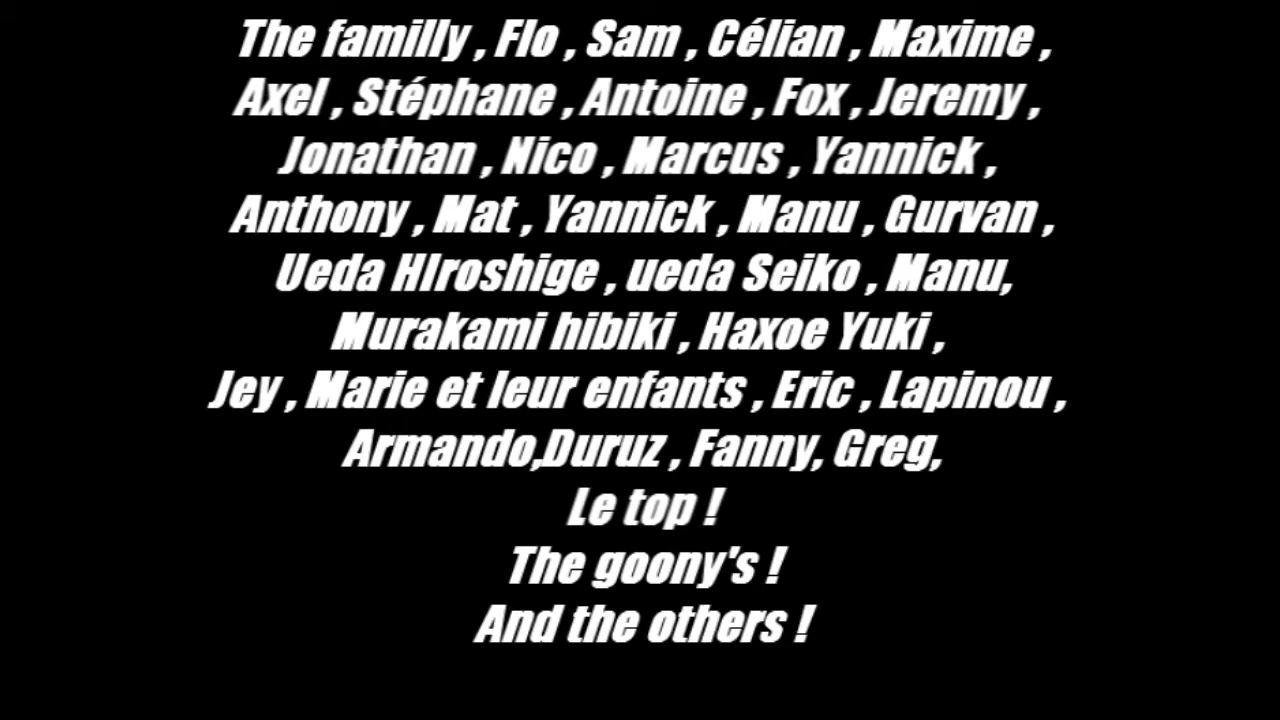 The familly , Flo , Sam , Célian , Maxime ,
Axel , Stéphane , Antoine , Fox , Jeremy ,
Jonathan , Nico , Marcus , Yannick ,
Anthony , Mat , Yannick , Manu , Gurvan ,
Ueda HIroshige , ueda Seiko , Manu,
Murakami hibiki , Haxoe Yuki ,
Jey , Marie et leur enfants , Eric , Lapinou ,
Armando,Duruz , Fanny, Greg,
Le top !
The goony's !
And the others !